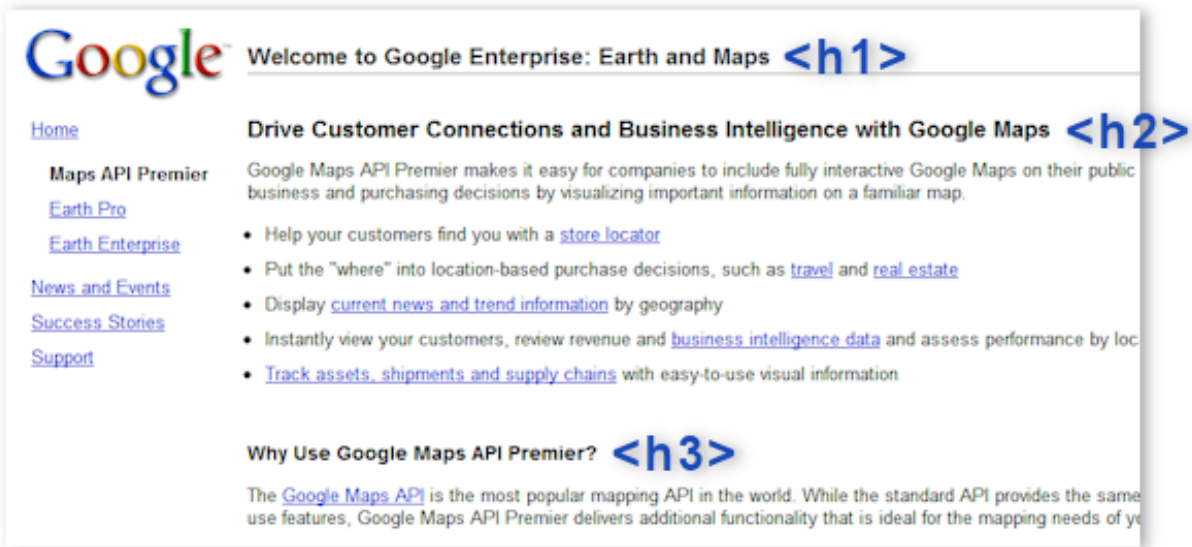 Google™ Welcome to Google Enterprise: Earth and Maps <h1>
Home
Maps API Premier
Earth Pro
Earth Enterprise
News and Events
Success Stories
Support
Drive Customer Connections and Business Intelligence with Google Maps <h2>
Google Maps API Premier makes it easy for companies to include fully interactive Google Maps on their public
business and purchasing decisions by visualizing important information on a familiar map.
• Help your customers find you with a store locator
• Put the "where" into location-based purchase decisions, such as travel and real estate
• Display current news and trend information by geography
• Instantly view your customers, review revenue and business intelligence data and assess performance by loc
• Track assets, shipments and supply chains with easy-to-use visual information
Why Use Google Maps API Premier? <h3>
The Google Maps API is the most popular mapping API in the world. While the standard API provides the same
use features, Google Maps API Premier delivers additional functionality that is ideal for the mapping needs of